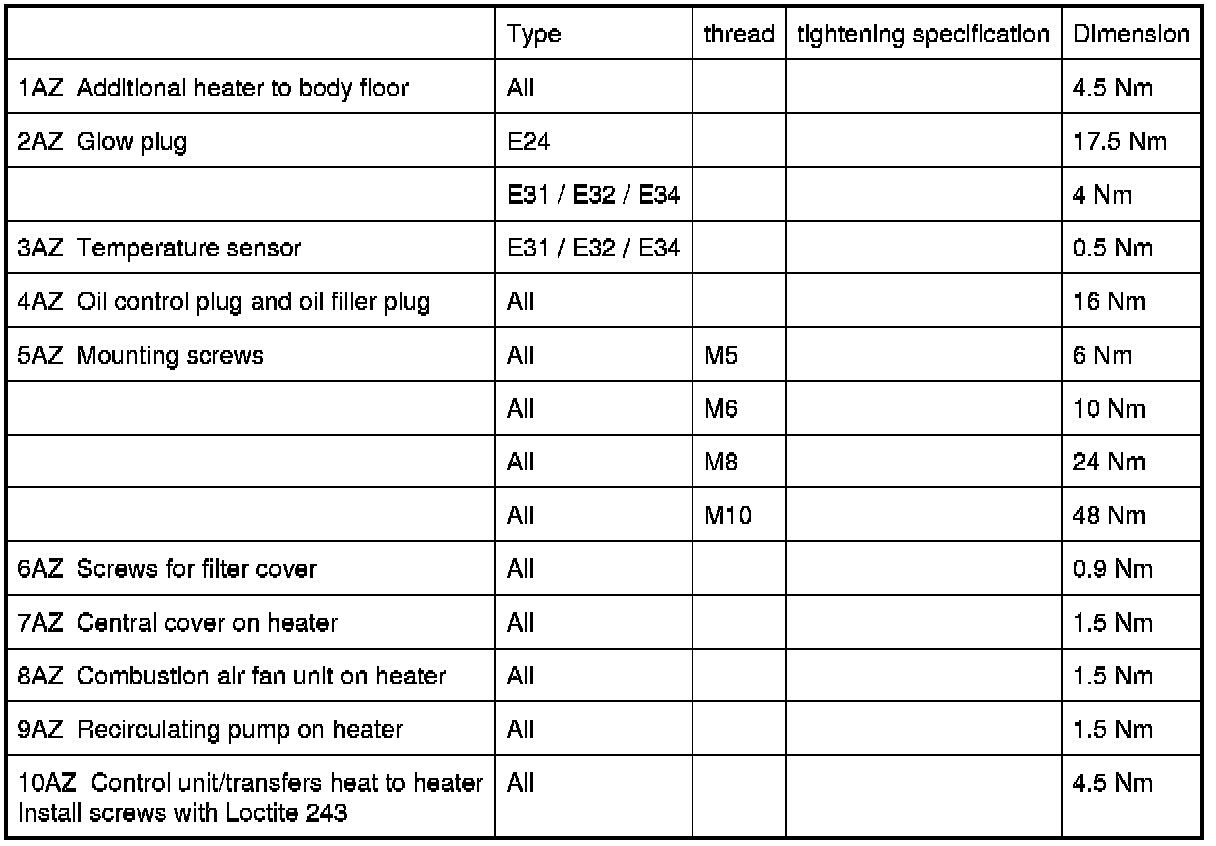 Type thread tightening specification Dimension
1AZ Additional heater to body floor All 4.5 Nm
2AZ Glow plug E24 17.5 Nm
E31 / E32 / E34 4 Nm
3AZ Temperature sensor E31 / E32 / E34 0.5 Nm
4AZ Oil control plug and oil filler plug All 16 Nm
5AZ Mounting screws All M5 6 Nm
All M6 10 Nm
All M8 24 Nm
All M10 48 Nm
6AZ Screws for filter cover All 0.9 Nm
7AZ Central cover on heater All 1.5 Nm
8AZ Combustion air fan unit on heater All 1.5 Nm
9AZ Recirculating pump on heater All 1.5 Nm
10AZ Control unit/transfers heat to heater All 4.5 Nm
Install screws with Loctite 243